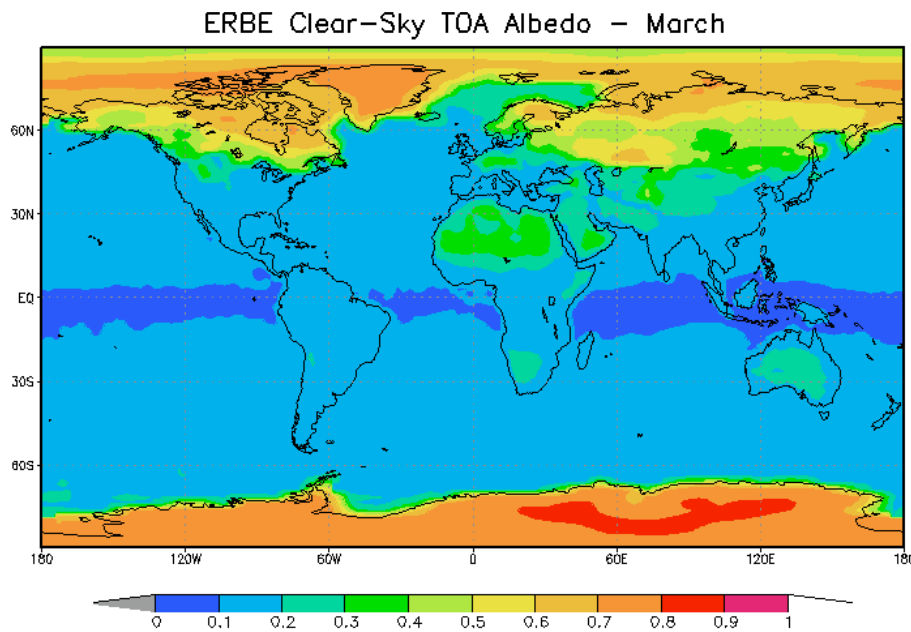 ERBE Clear-Sky TOA Albedo - March
60N
30N
EQ
30S
60S
180 120W 60W 0 60E 120E 180
0 0.1 0.2 0.3 0.4 0.5 0.6 0.7 0.8 0.9 1